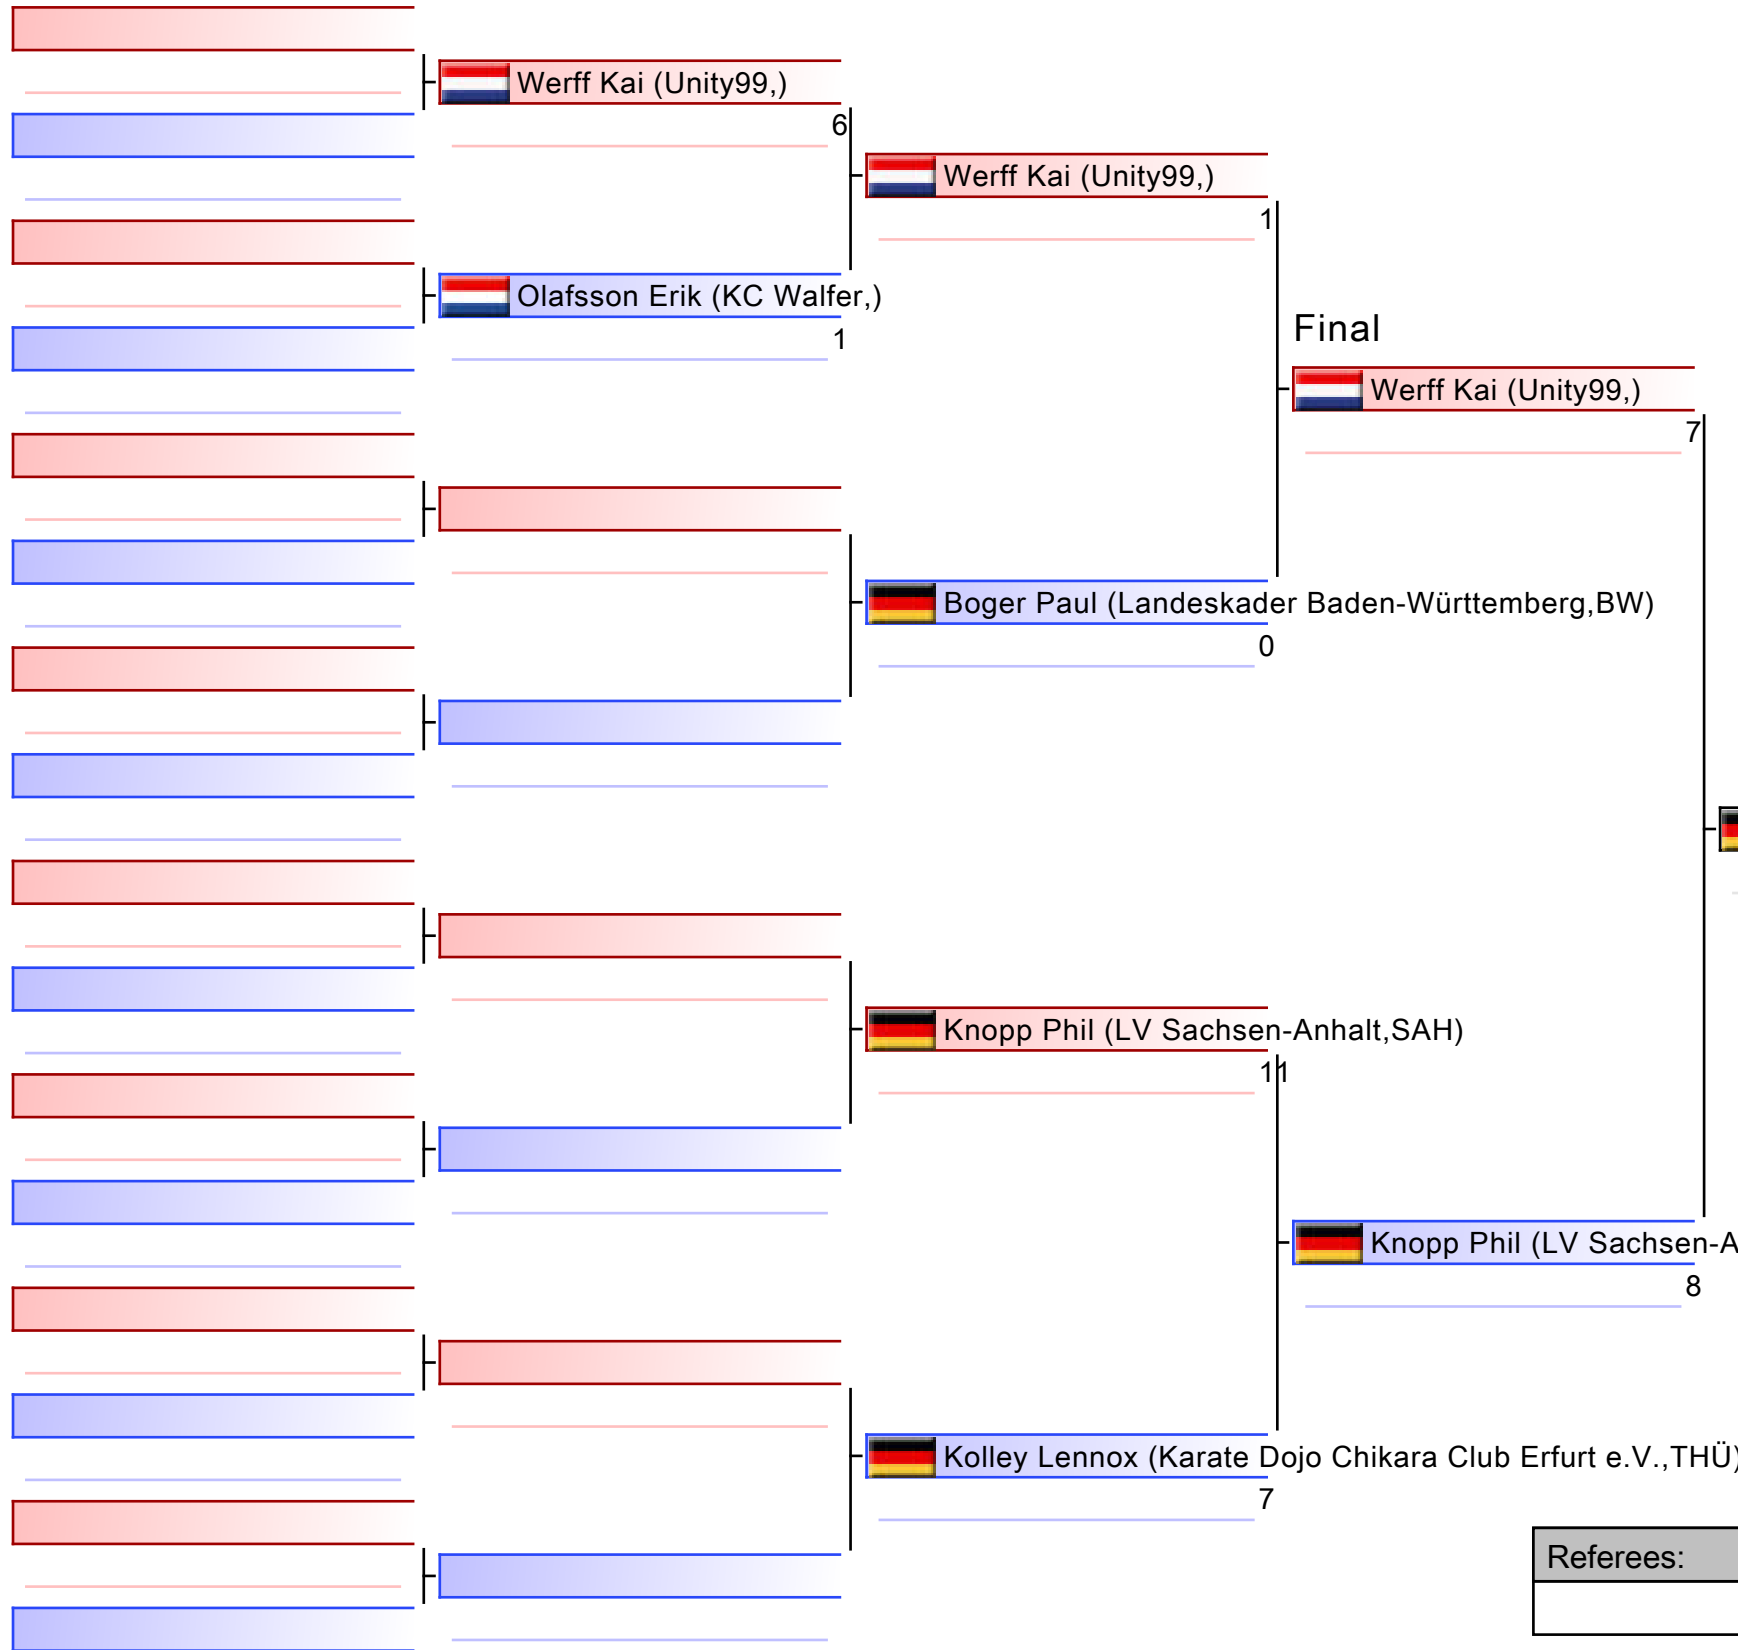 Werff Kai (Unity99,)
6
Werff Kai (Unity99,)
1
Olafsson Erik (KC Walfer,)
1
Final
Werff Kai (Unity99,)
7
Boger Paul (Landeskader Baden-Württemberg,BW)
0
Knopp Phil (LV Sachsen-Anhalt,SAH)
11
Knopp Phil (LV Sachsen-A
8
Kolley Lennox (Karate Dojo Chikara Club Erfurt e.V.,THÜ)
7
Referees: